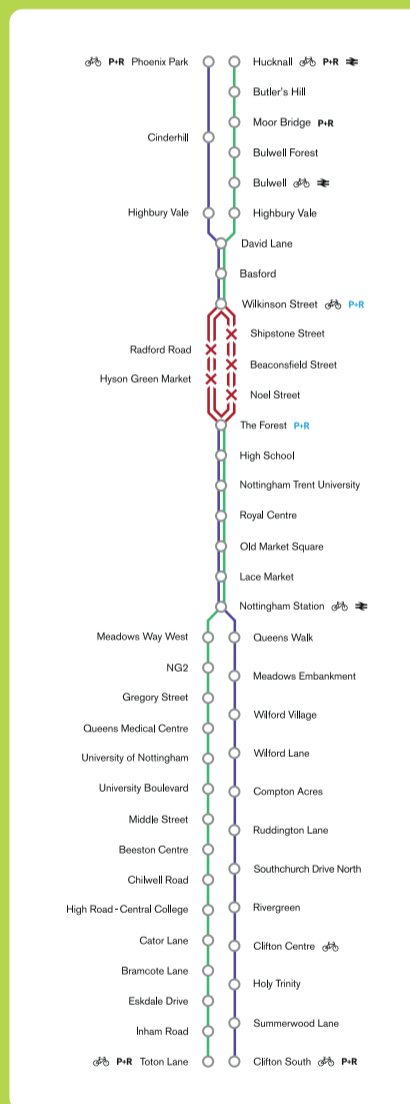 P+R Phoenix Park
Hucknall P+R
Butler's Hill
Moor Bridge P+R
Cinderhill
Bulwell Forest
Bulwell
Highbury Vale
Highbury Vale
David Lane
Basford
Wilkinson Street P+R
Shipstone Street
Radford Road
Beaconsfield Street
Hyson Green Market
Noel Street
The Forest P+R
High School
Nottingham Trent University
Royal Centre
Old Market Square
Lace Market
Nottingham Station
Meadows Way West
Queens Walk
NG2
Meadows Embankment
Gregory Street
Wilford Village
Queens Medical Centre
Wilford Lane
University of Nottingham
University Boulevard
Compton Acres
Middle Street
Ruddington Lane
Beeston Centre
Southchurch Drive North
Chilwell Road
Rivergreen
High Road-Central College
Cator Lane
Clifton Centre
Bramcote Lane
Holy Trinity
Eskdale Drive
Summerwood Lane
Inham Road
P+R Toton Lane
Clifton South P+R